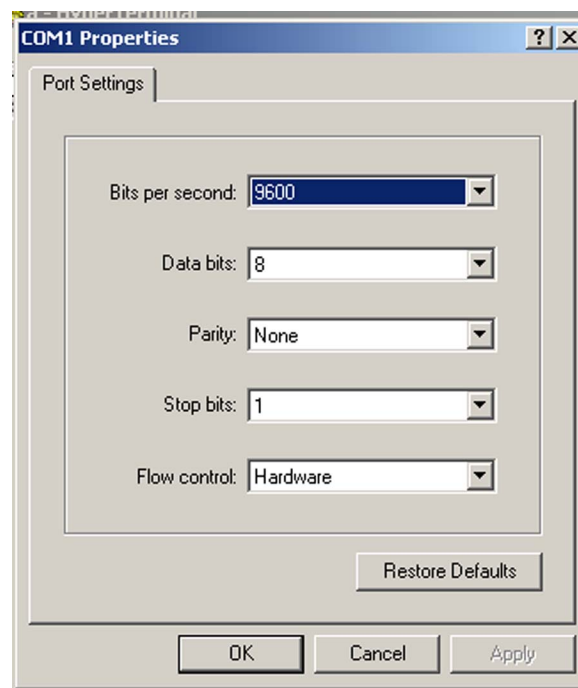 a - HyperTerminal
COM1 Properties
Port Settings
Bits per second: 9600
Data bits: 8
Parity: None
Stop bits: 1
Flow control: Hardware
Restore Defaults
OK Cancel Apply